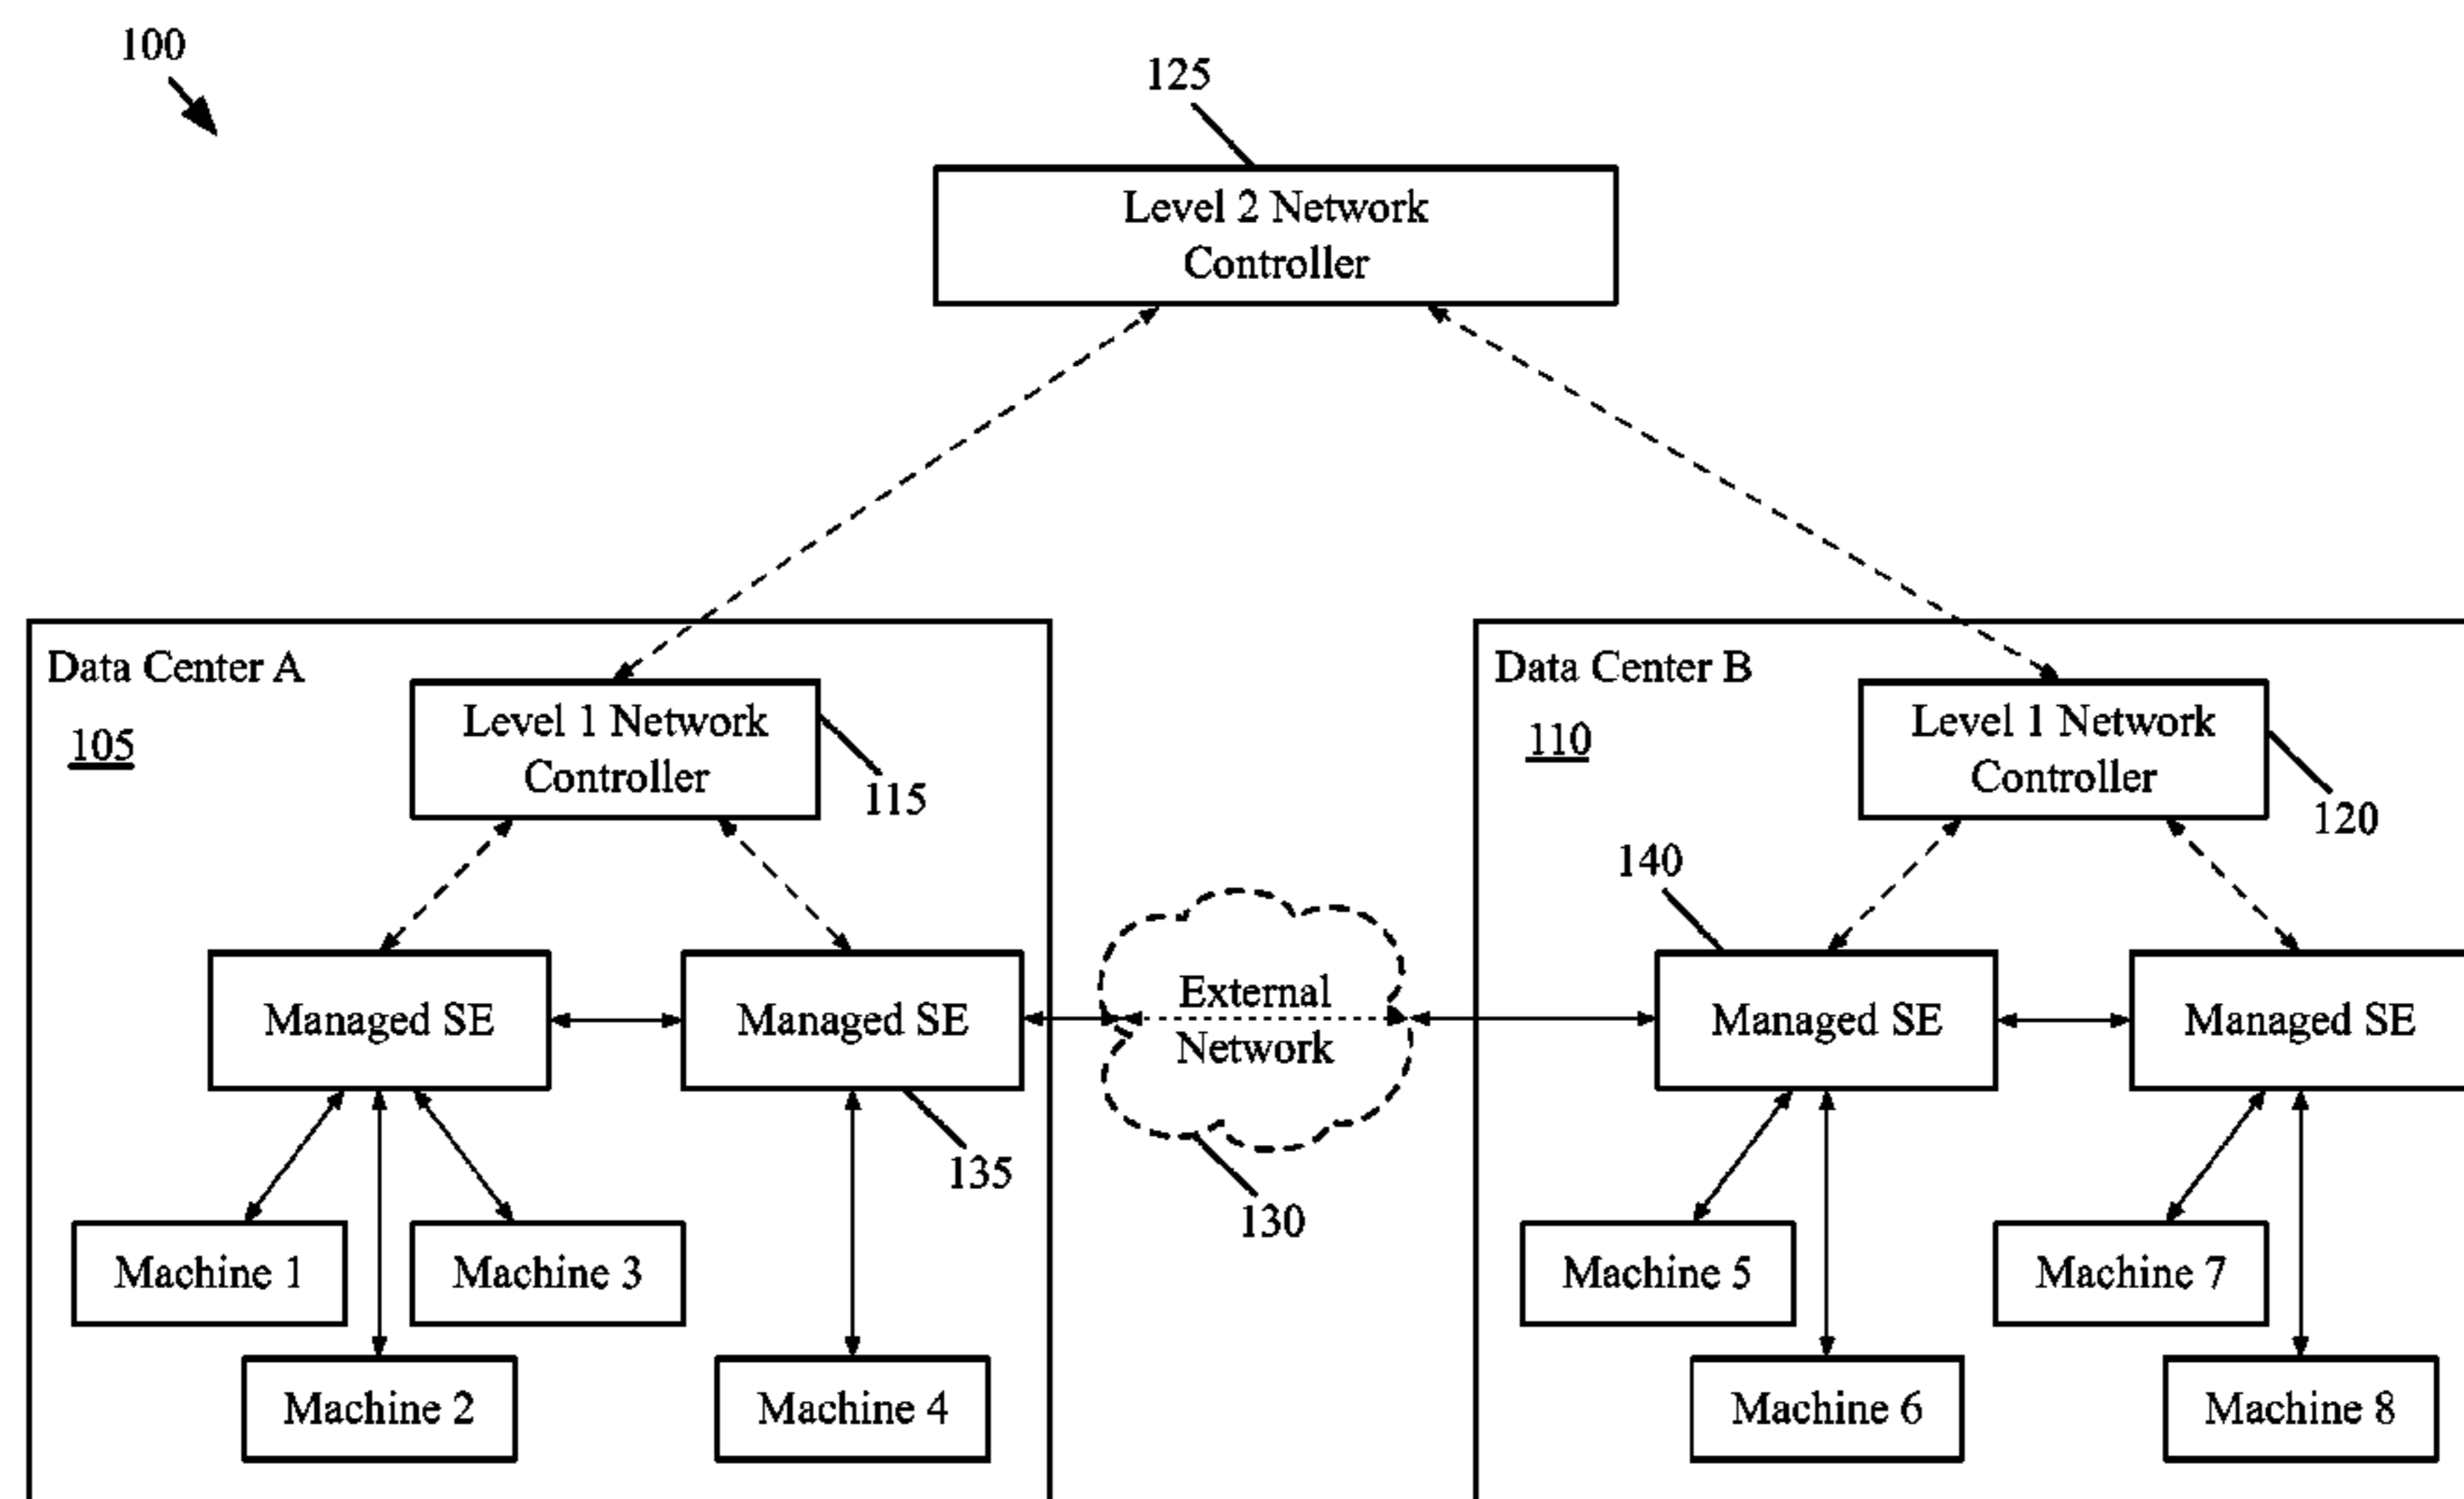 100
125
Level 2 Network
Controller
Data Center A
105
Level 1 Network
Controller
115
Managed SE
Managed SE
135
Machine 1
Machine 3
Machine 2
Machine 4
External
Network
130
Data Center B
110
Level 1 Network
Controller
120
140
Managed SE
Managed SE
Machine 5
Machine 7
Machine 6
Machine 8